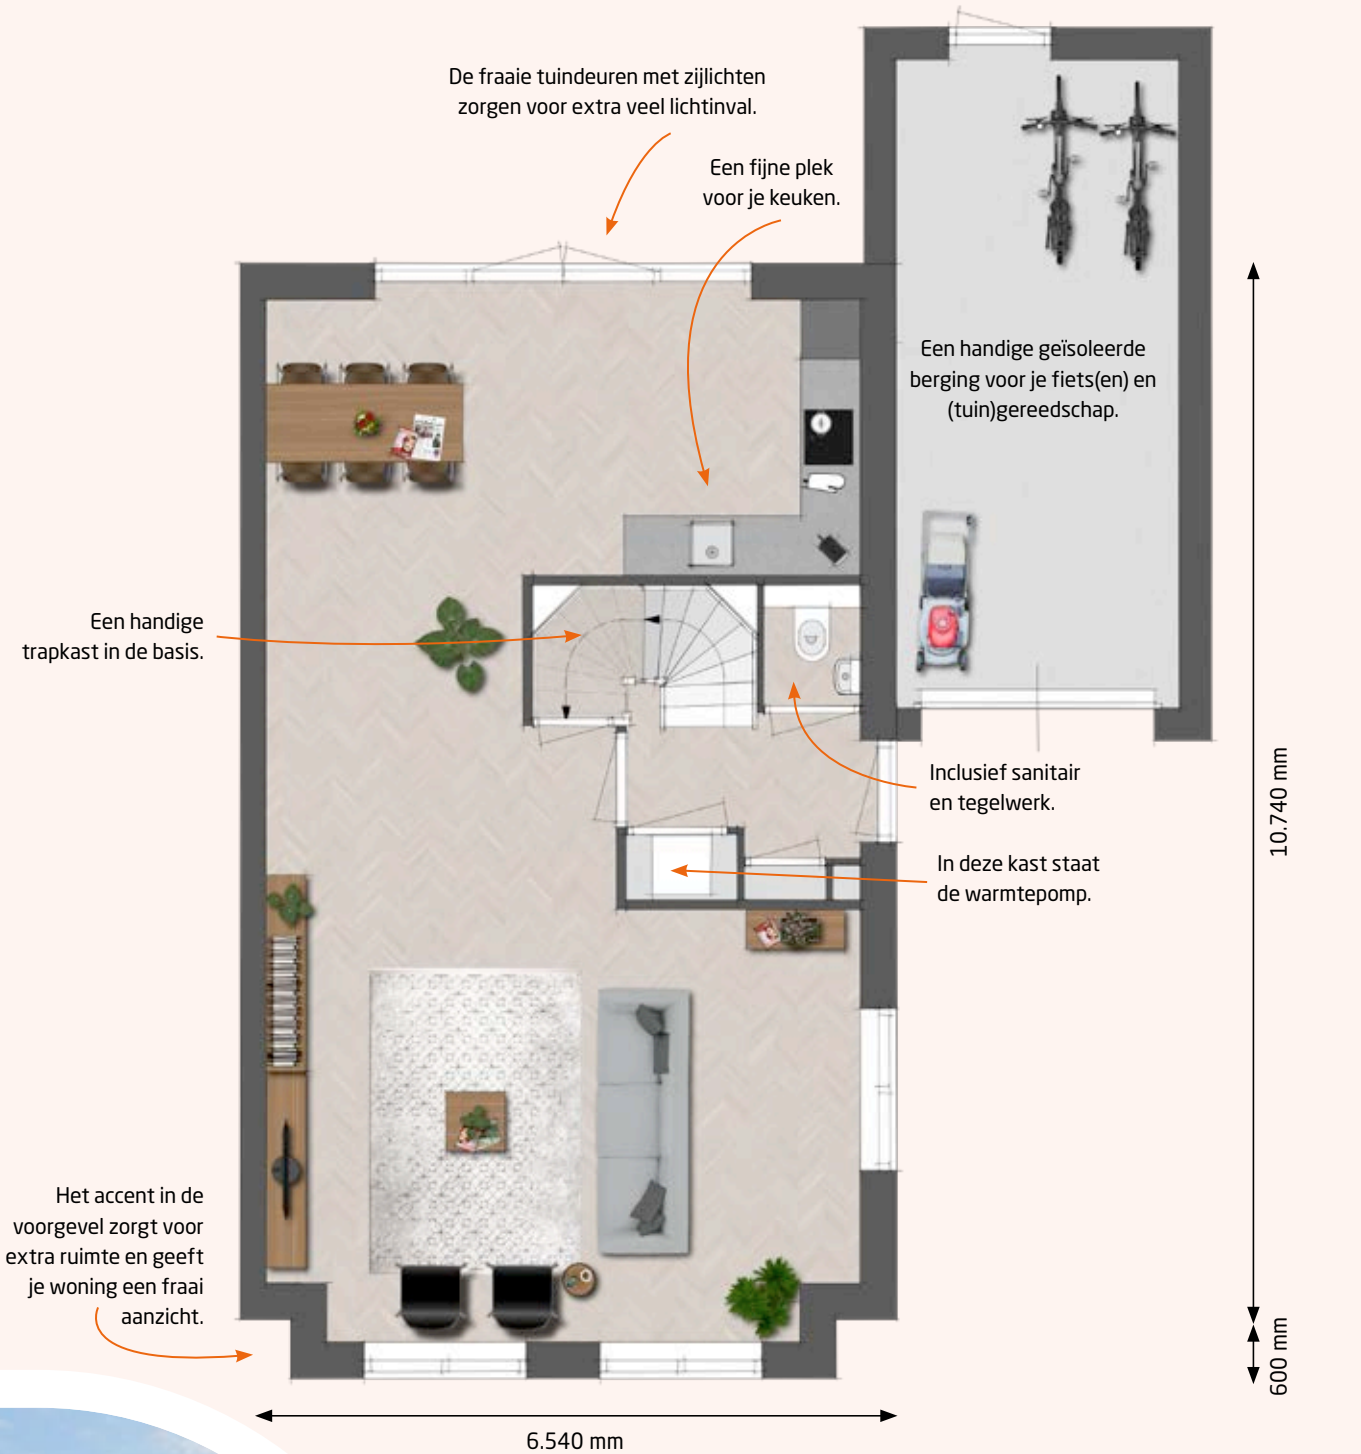 De fraaie tuindeuren met zijlichten
zorgen voor extra veel lichtinval.
Een fijne plek
voor je keuken.
Een handige geïsoleerde
berging voor je fiets(en) en
(tuin)gereedschap.
Een handige
trapkast in de basis.
Inclusief sanitair
en tegelwerk.
In deze kast staat
de warmtepomp.
10.740 mm
Het accent in de
voorgevel zorgt voor
extra ruimte en geeft
je woning een fraai
aanzicht.
600 mm
6.540 mm